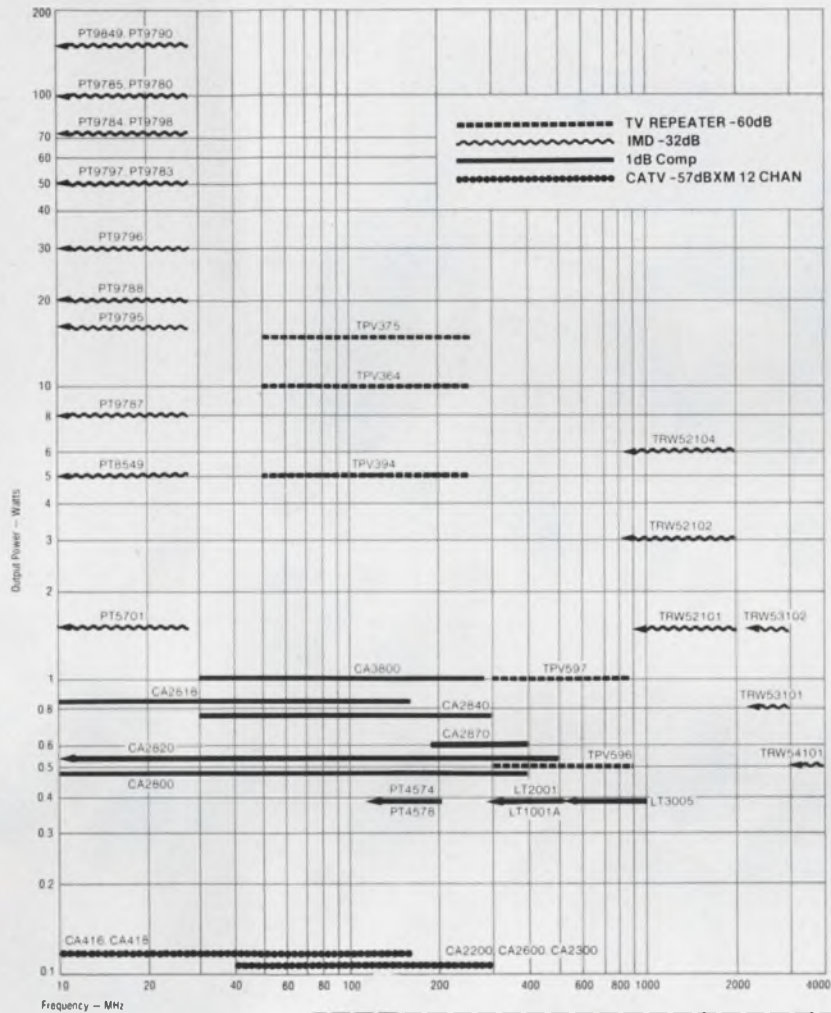 200
PT9849, PT9790
PT9785, PT9780
100
PT9784, PT9798
70
60
PT9797, PT9783
50
40
PT9796
30
PT9788
20
PT9795
TV REPEATER -60dB
IMD -32dB
1dB Comp
CATV -57dBXM 12 CHAN
TPV375
TPV364
10
PT9787
8
TRW52104
6
PT8549
TPV394
5
4
TRW52102
3
2
PT5701
TRW52101
TRW53102
CA3800
TPV597
1
CA2818
TRW53101
0.8
CA2840
CA2870
0.6
CA2820
TPV596
TRW54101
0.5
CA2800
PT4574
LT2001
0.4
LT3005
PT4578
LT1001A
0.3
0.2
CA416, CA418
CA2200, CA2600, CA2300
0.1
10 20 40 60 80 100 200 400 600 800 1000 2000 4000
Output Power – Watts
Frequency – MHz